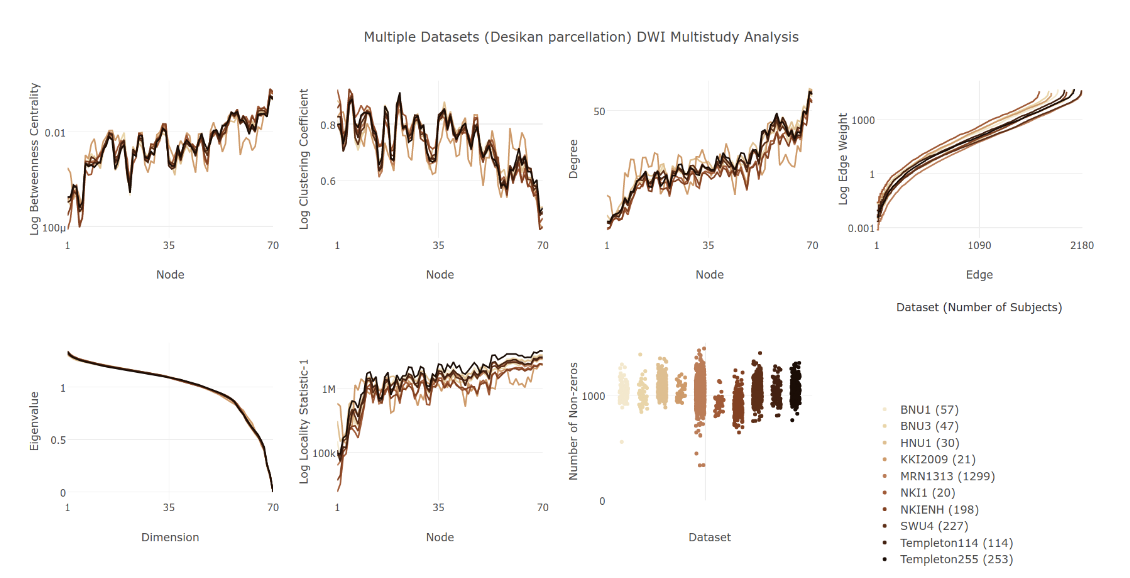 Multiple Datasets (Desikan parcellation) DWI Multistudy Analysis
Log Betweenness Centrality
0.01
100μ
1
35
70
Node
Log Clustering Coefficient
0.8
0.6
1
35
70
Node
Degree
50
1
35
70
Node
Log Edge Weight
1000
1
0.001
1
1090
2180
Edge
Eigenvalue
1
0.5
0
1
35
70
Dimension
Log Locality Statistic-1
1M
100k
1
35
70
Node
Number of Non-zeros
1000
0
Dataset
Dataset (Number of Subjects)
BNU1 (57)
BNU3 (47)
HNU1 (30)
KKI2009 (21)
MRN1313 (1299)
NKI1 (20)
NKIENH (198)
SWU4 (227)
Templeton114 (114)
Templeton255 (253)